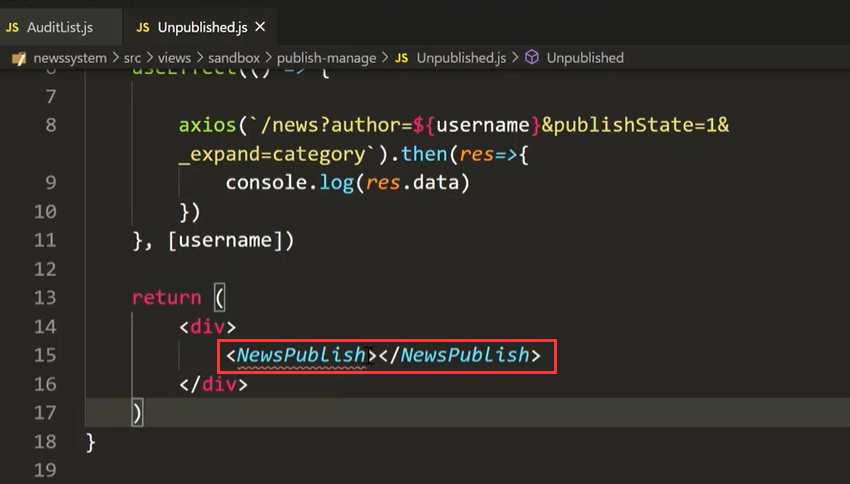 JS AuditList.js JS Unpublished.js ×
newssystem > src > views > sandbox > publish-manage > JS Unpublished.js > Unpublished
6 useEffect(() => {
7
8 axios(`/news?author=${username}&publishState=1&
_expand=category`).then(res=>{
9 console.log(res.data)
10 })
11 }, [username])
12
13 return (
14 <div>
15 <NewsPublish></NewsPublish>
16 </div>
17 )
18 }
19